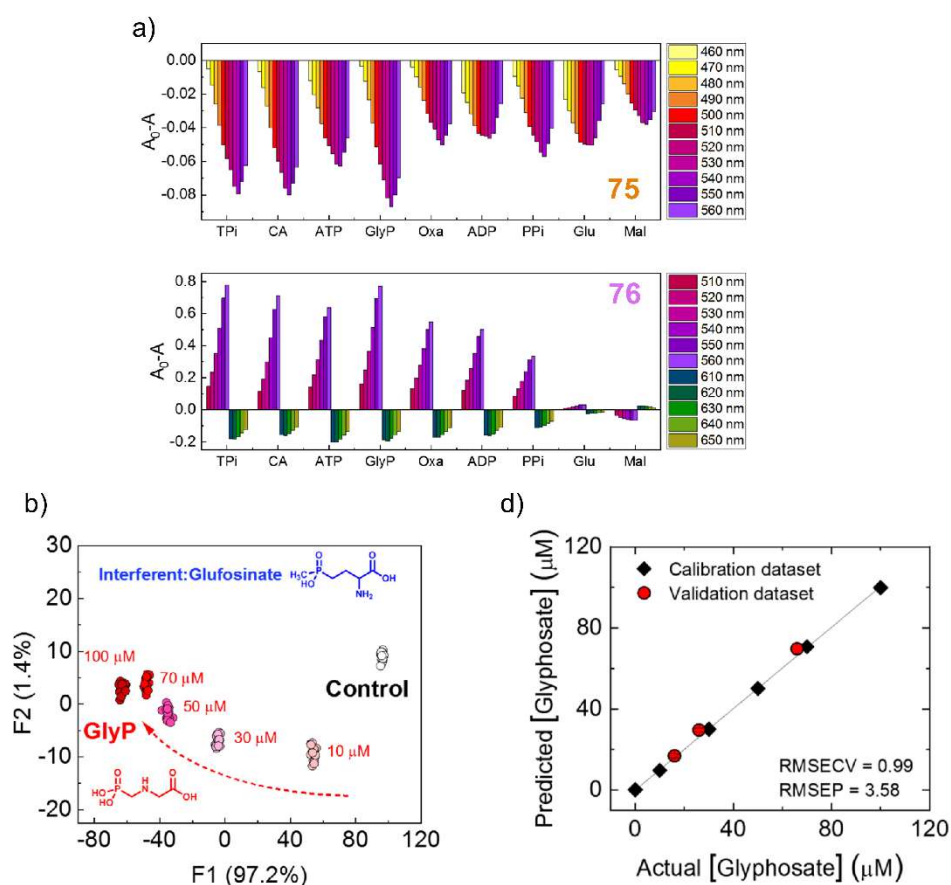 a)
0.00
-0.02
-0.04
-0.06
-0.08
A₀-A
75
TPi CA ATP GlyP Oxa ADP PPi Glu Mal
460 nm
470 nm
480 nm
490 nm
500 nm
510 nm
520 nm
530 nm
540 nm
550 nm
560 nm
0.8
0.6
0.4
0.2
0.0
-0.2
A₀-A
76
TPi CA ATP GlyP Oxa ADP PPi Glu Mal
510 nm
520 nm
530 nm
540 nm
550 nm
560 nm
610 nm
620 nm
630 nm
640 nm
650 nm
b)
30
20
10
0
-10
-20
F2 (1.4%)
Interferent:Glufosinate
O
O
H₃C
P
HO
OH
NH₂
100 μM
70 μM
50 μM
30 μM
10 μM
Control
GlyP
O
H
O
HO
P
N
OH
HO
-80 -40 0 40 80 120
F1 (97.2%)
d)
120
80
40
0
Predicted [Glyphosate] (μM)
Calibration dataset
Validation dataset
RMSECV = 0.99
RMSEP = 3.58
0 40 80 120
Actual [Glyphosate] (μM)